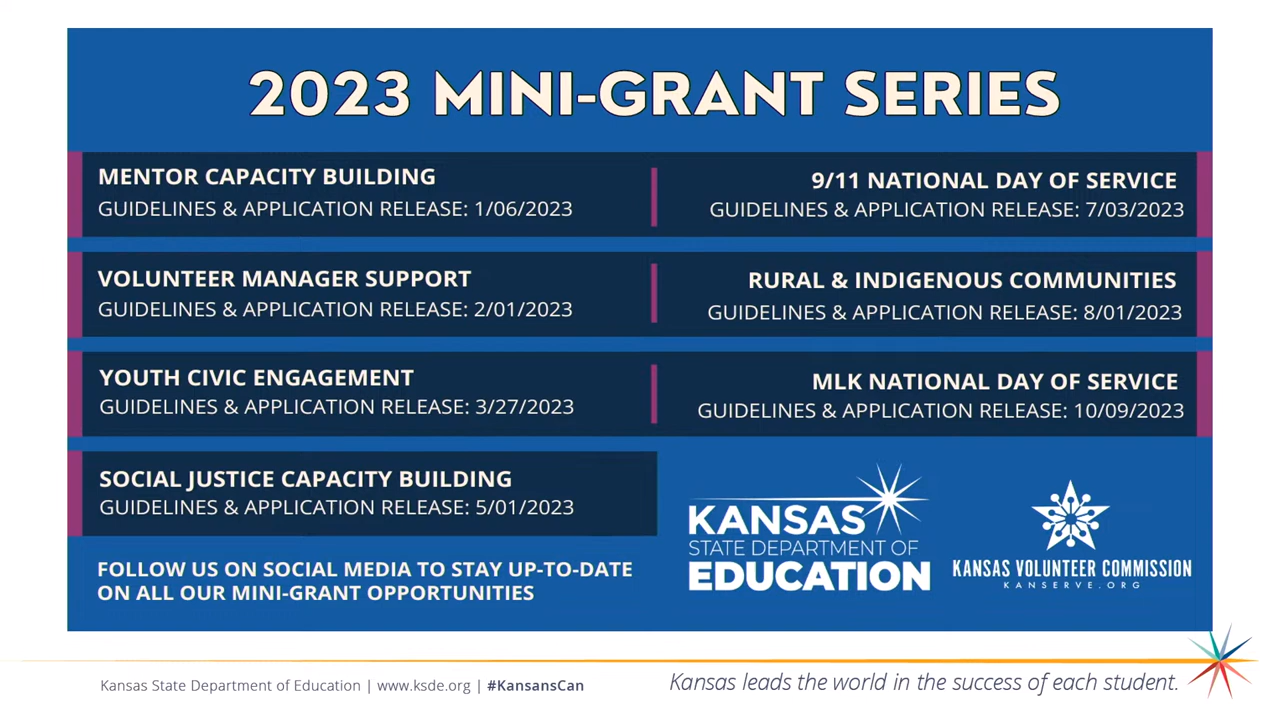 2023 MINI-GRANT SERIES
MENTOR CAPACITY BUILDING
GUIDELINES & APPLICATION RELEASE: 1/06/2023
VOLUNTEER MANAGER SUPPORT
GUIDELINES & APPLICATION RELEASE: 2/01/2023
YOUTH CIVIC ENGAGEMENT
GUIDELINES & APPLICATION RELEASE: 3/27/2023
SOCIAL JUSTICE CAPACITY BUILDING
GUIDELINES & APPLICATION RELEASE: 5/01/2023
9/11 NATIONAL DAY OF SERVICE
GUIDELINES & APPLICATION RELEASE: 7/03/2023
RURAL & INDIGENOUS COMMUNITIES
GUIDELINES & APPLICATION RELEASE: 8/01/2023
MLK NATIONAL DAY OF SERVICE
GUIDELINES & APPLICATION RELEASE: 10/09/2023
FOLLOW US ON SOCIAL MEDIA TO STAY UP-TO-DATE
ON ALL OUR MINI-GRANT OPPORTUNITIES
KANSAS
STATE DEPARTMENT OF
EDUCATION
KANSAS VOLUNTEER COMMISSION
KANSERVE.ORG
Kansas State Department of Education | www.ksde.org | #KansansCan
Kansas leads the world in the success of each student.